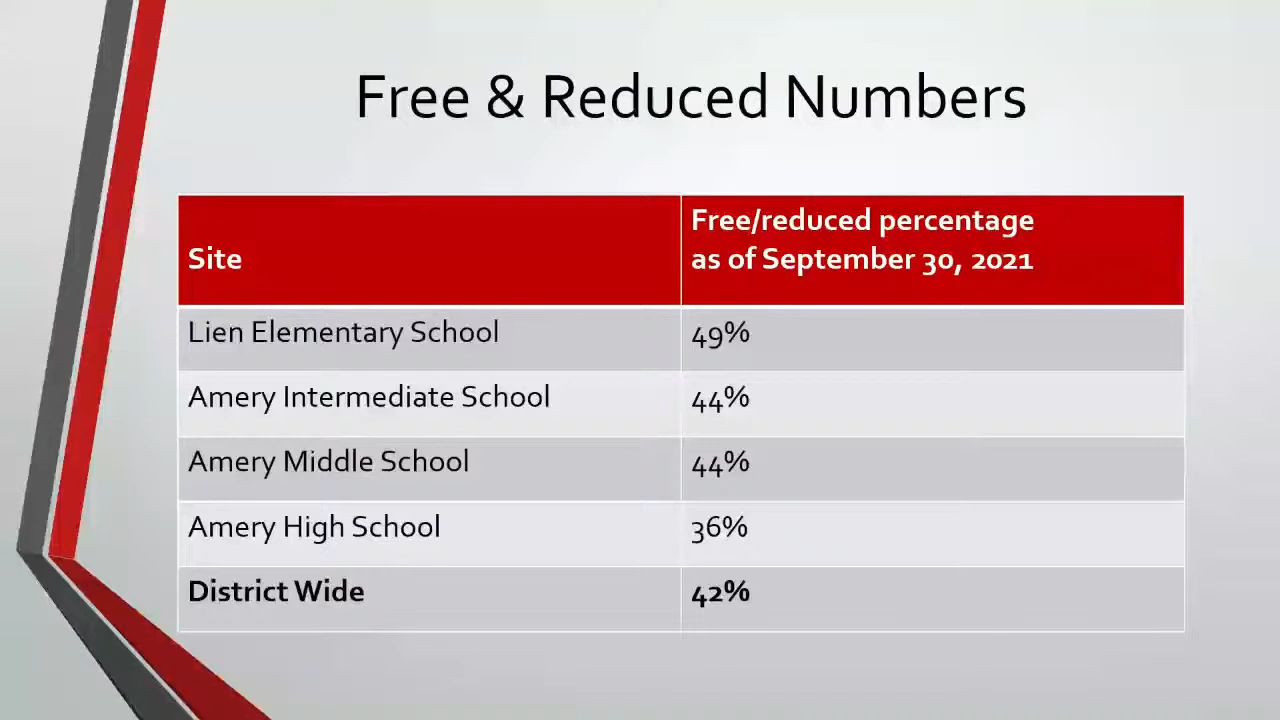 Free & Reduced Numbers
Site
Free/reduced percentage
as of September 30, 2021
Lien Elementary School
49%
Amery Intermediate School
44%
Amery Middle School
44%
Amery High School
36%
District Wide
42%